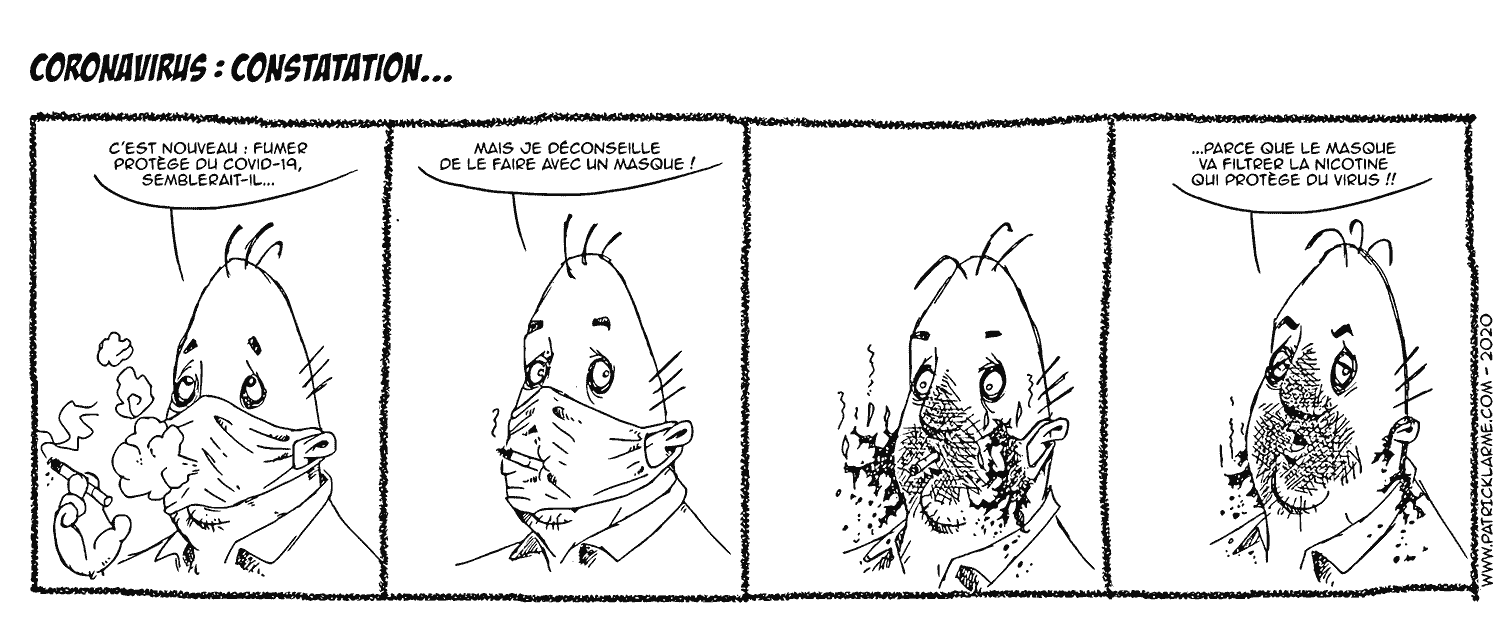 CORONAVIRUS : CONSTATATION...
C'EST NOUVEAU : FUMER
PROTÈGE DU COVID-19,
SEMBLERAIT-IL...
MAIS JE DÉCONSEILLE
DE LE FAIRE AVEC UN MASQUE !
...PARCE QUE LE MASQUE
VA FILTRER LA NICOTINE
QUI PROTÈGE DU VIRUS !!
WWW.PATRICKLARME.COM - 2020